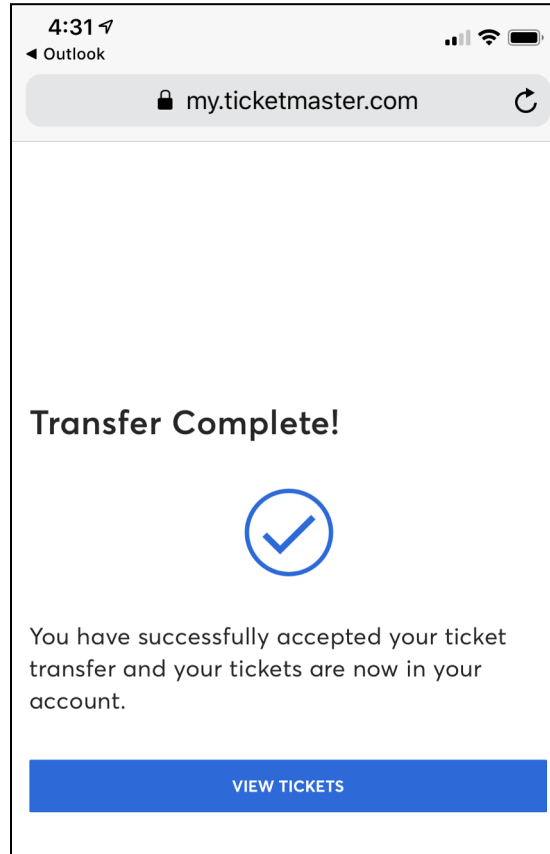 4:31
◀ Outlook
my.ticketmaster.com
Transfer Complete!
You have successfully accepted your ticket
transfer and your tickets are now in your
account.
VIEW TICKETS